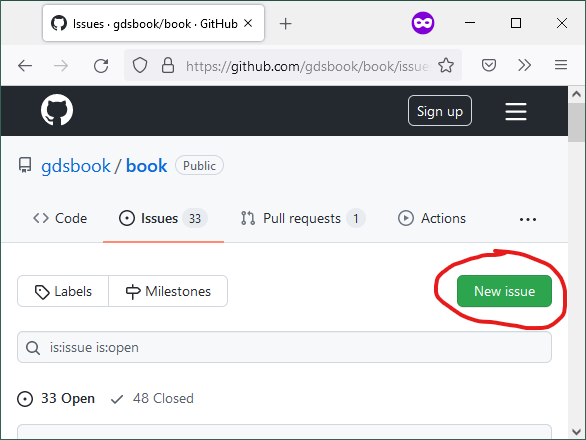 Issues · gdsbook/book · GitHub
https://github.com/gdsbook/book/issues
Sign up
gdsbook / book Public
Code Issues 33 Pull requests 1 Actions
Labels Milestones New issue
is:issue is:open
33 Open 48 Closed